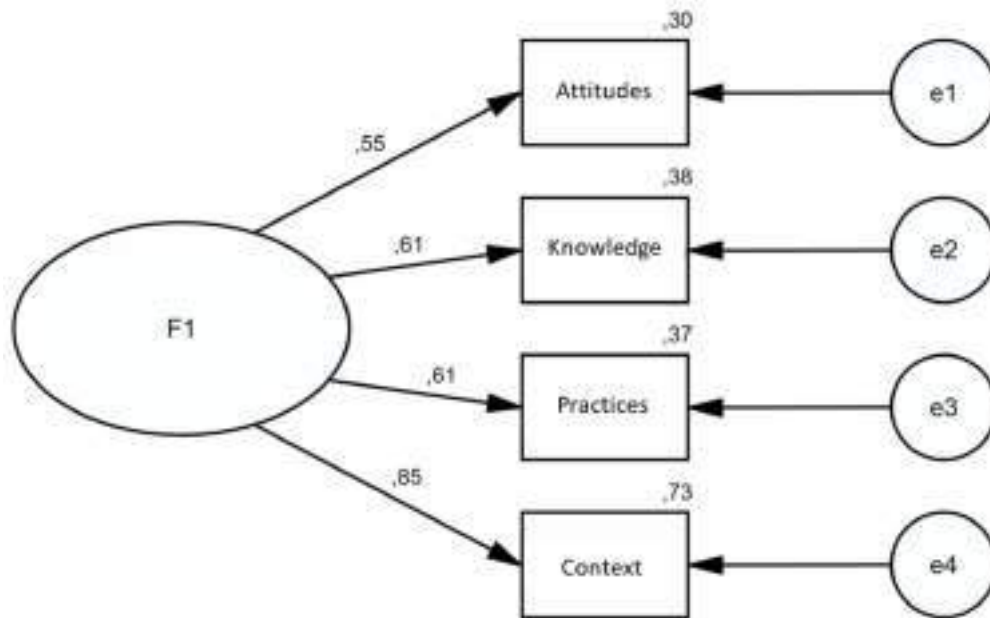 ,30
Attitudes
e1
,55
,38
Knowledge
e2
,61
F1
,37
Practices
e3
,61
,73
Context
e4
,85